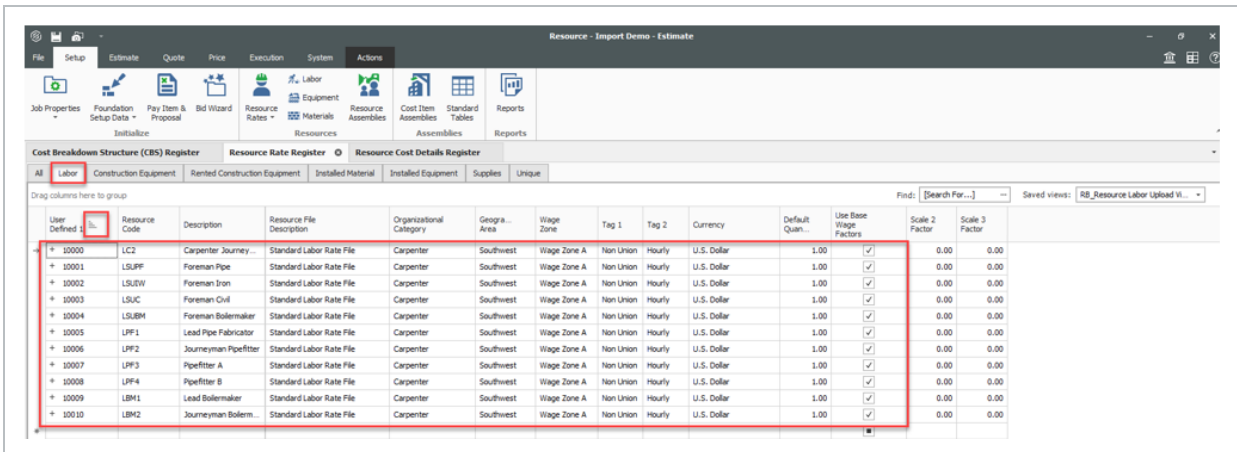 Resource - Import Demo - Estimate
File Setup Estimate Quote Price Execution System Actions
Job Properties Foundation Setup Data Pay Item & Proposal Bid Wizard Resource Rates Labor Equipment Materials Resource Assemblies Cost Item Assemblies Standard Tables Reports
Initialize Resources Assemblies Reports
Cost Breakdown Structure (CBS) Register Resource Rate Register Resource Cost Details Register
All Labor Construction Equipment Rented Construction Equipment Installed Material Installed Equipment Supplies Unique
Drag columns here to group Find: [Search For...] Saved views: RB_Resource Labor Upload Vi...
User Defined 1 Resource Code Description Resource File Description Organizational Category Geogra... Area Wage Zone Tag 1 Tag 2 Currency Default Quan... Use Base Wage Factors Scale 2 Factor Scale 3 Factor
+ 10000 LC2 Carpenter Journey... Standard Labor Rate File Carpenter Southwest Wage Zone A Non Union Hourly U.S. Dollar 1.00 0.00 0.00
+ 10001 LSUPF Foreman Pipe Standard Labor Rate File Carpenter Southwest Wage Zone A Non Union Hourly U.S. Dollar 1.00 0.00 0.00
+ 10002 LSUIW Foreman Iron Standard Labor Rate File Carpenter Southwest Wage Zone A Non Union Hourly U.S. Dollar 1.00 0.00 0.00
+ 10003 LSUC Foreman Civil Standard Labor Rate File Carpenter Southwest Wage Zone A Non Union Hourly U.S. Dollar 1.00 0.00 0.00
+ 10004 LSUBM Foreman Boilermaker Standard Labor Rate File Carpenter Southwest Wage Zone A Non Union Hourly U.S. Dollar 1.00 0.00 0.00
+ 10005 LPF1 Lead Pipe Fabricator Standard Labor Rate File Carpenter Southwest Wage Zone A Non Union Hourly U.S. Dollar 1.00 0.00 0.00
+ 10006 LPF2 Journeyman Pipefitter Standard Labor Rate File Carpenter Southwest Wage Zone A Non Union Hourly U.S. Dollar 1.00 0.00 0.00
+ 10007 LPF3 Pipefitter A Standard Labor Rate File Carpenter Southwest Wage Zone A Non Union Hourly U.S. Dollar 1.00 0.00 0.00
+ 10008 LPF4 Pipefitter B Standard Labor Rate File Carpenter Southwest Wage Zone A Non Union Hourly U.S. Dollar 1.00 0.00 0.00
+ 10009 LBM1 Lead Boilermaker Standard Labor Rate File Carpenter Southwest Wage Zone A Non Union Hourly U.S. Dollar 1.00 0.00 0.00
+ 10010 LBM2 Journeyman Boilerm... Standard Labor Rate File Carpenter Southwest Wage Zone A Non Union Hourly U.S. Dollar 1.00 0.00 0.00